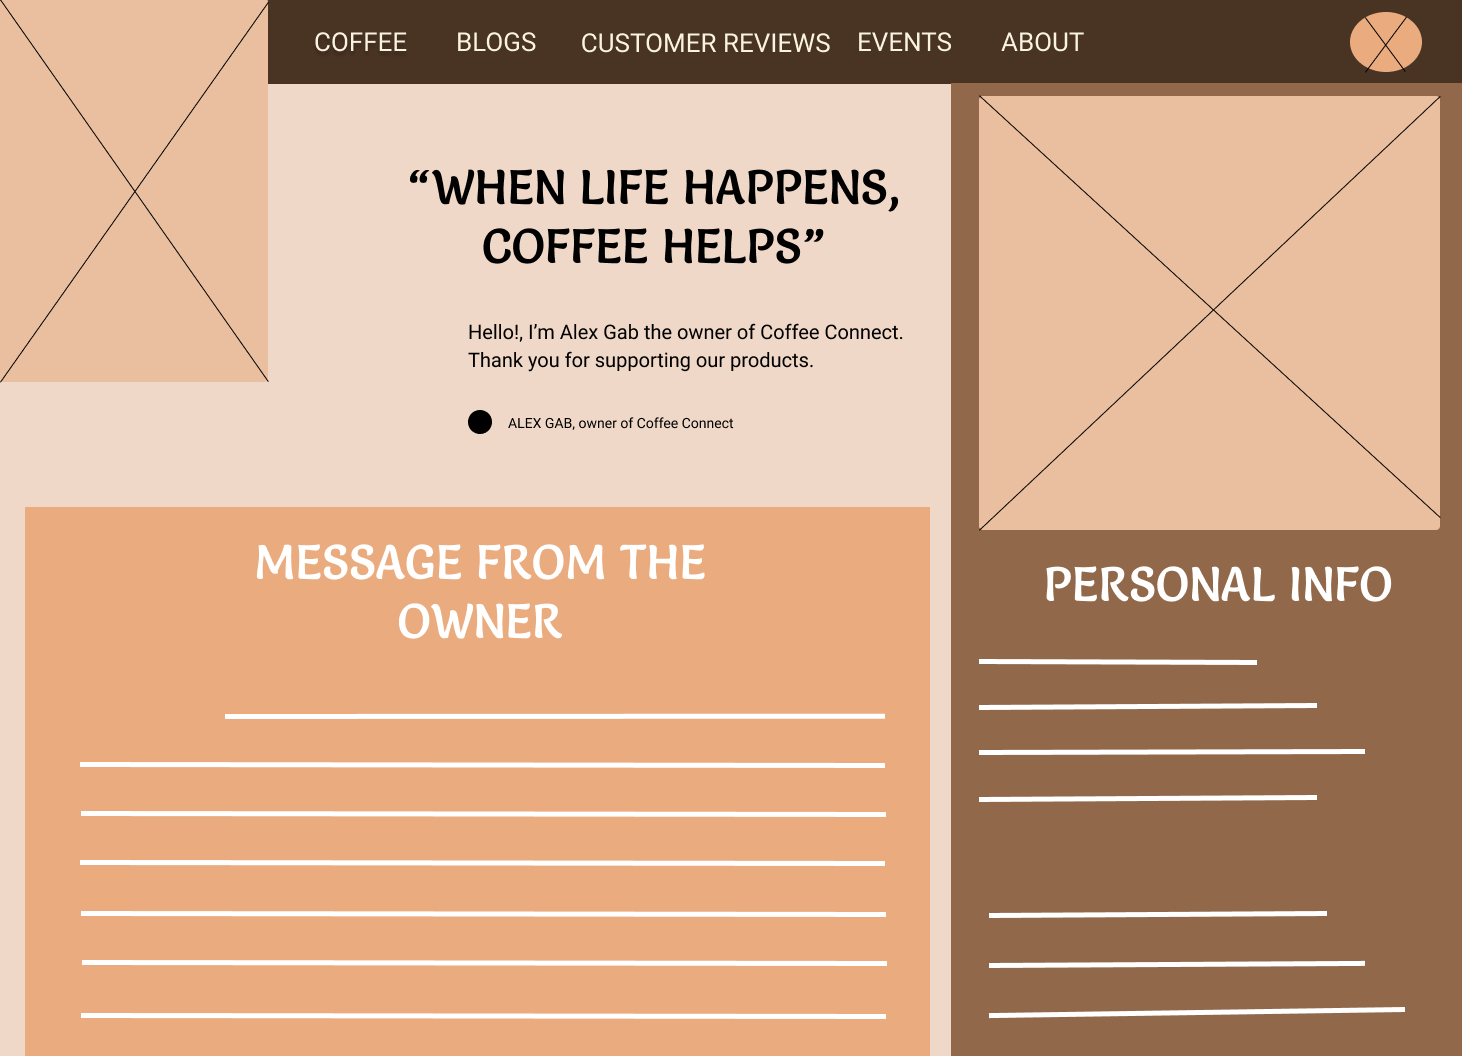 COFFEE BLOGS CUSTOMER REVIEWS EVENTS ABOUT
“WHEN LIFE HAPPENS,
COFFEE HELPS”
Hello!, I’m Alex Gab the owner of Coffee Connect.
Thank you for supporting our products.
ALEX GAB, owner of Coffee Connect
MESSAGE FROM THE
OWNER
PERSONAL INFO